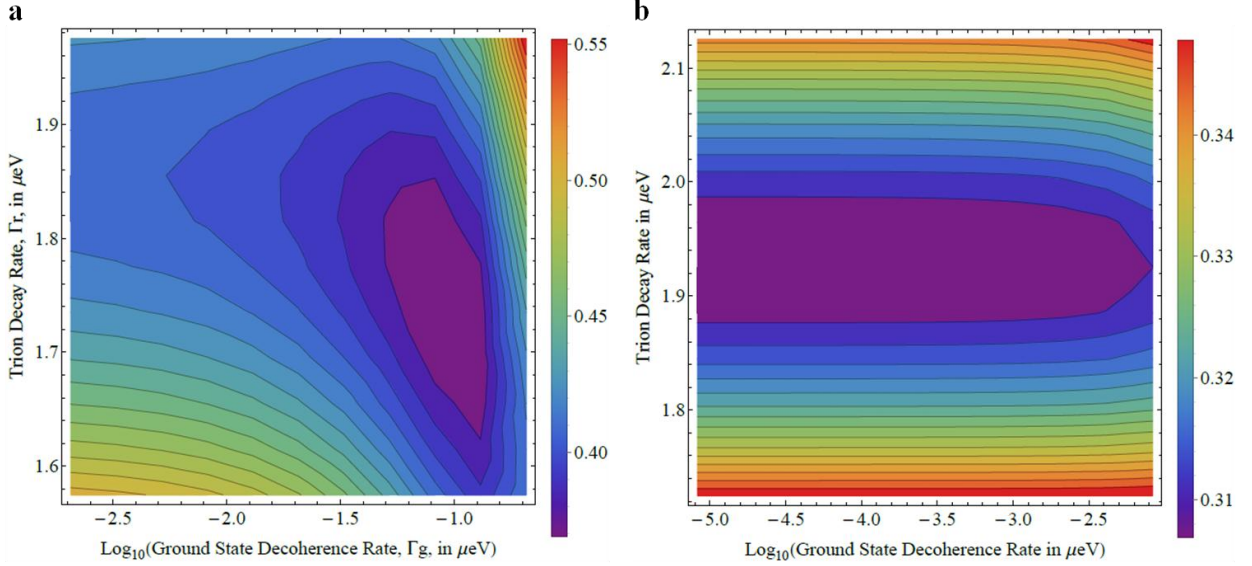 a
b
Trion Decay Rate, Γr, in μeV
1.9
1.8
1.7
1.6
−2.5 −2.0 −1.5 −1.0
Log10(Ground State Decoherence Rate, Γg, in μeV)
0.55
0.50
0.45
0.40
Trion Decay Rate in μeV
2.1
2.0
1.9
1.8
−5.0 −4.5 −4.0 −3.5 −3.0 −2.5
Log10(Ground State Decoherence Rate in μeV)
0.34
0.33
0.32
0.31